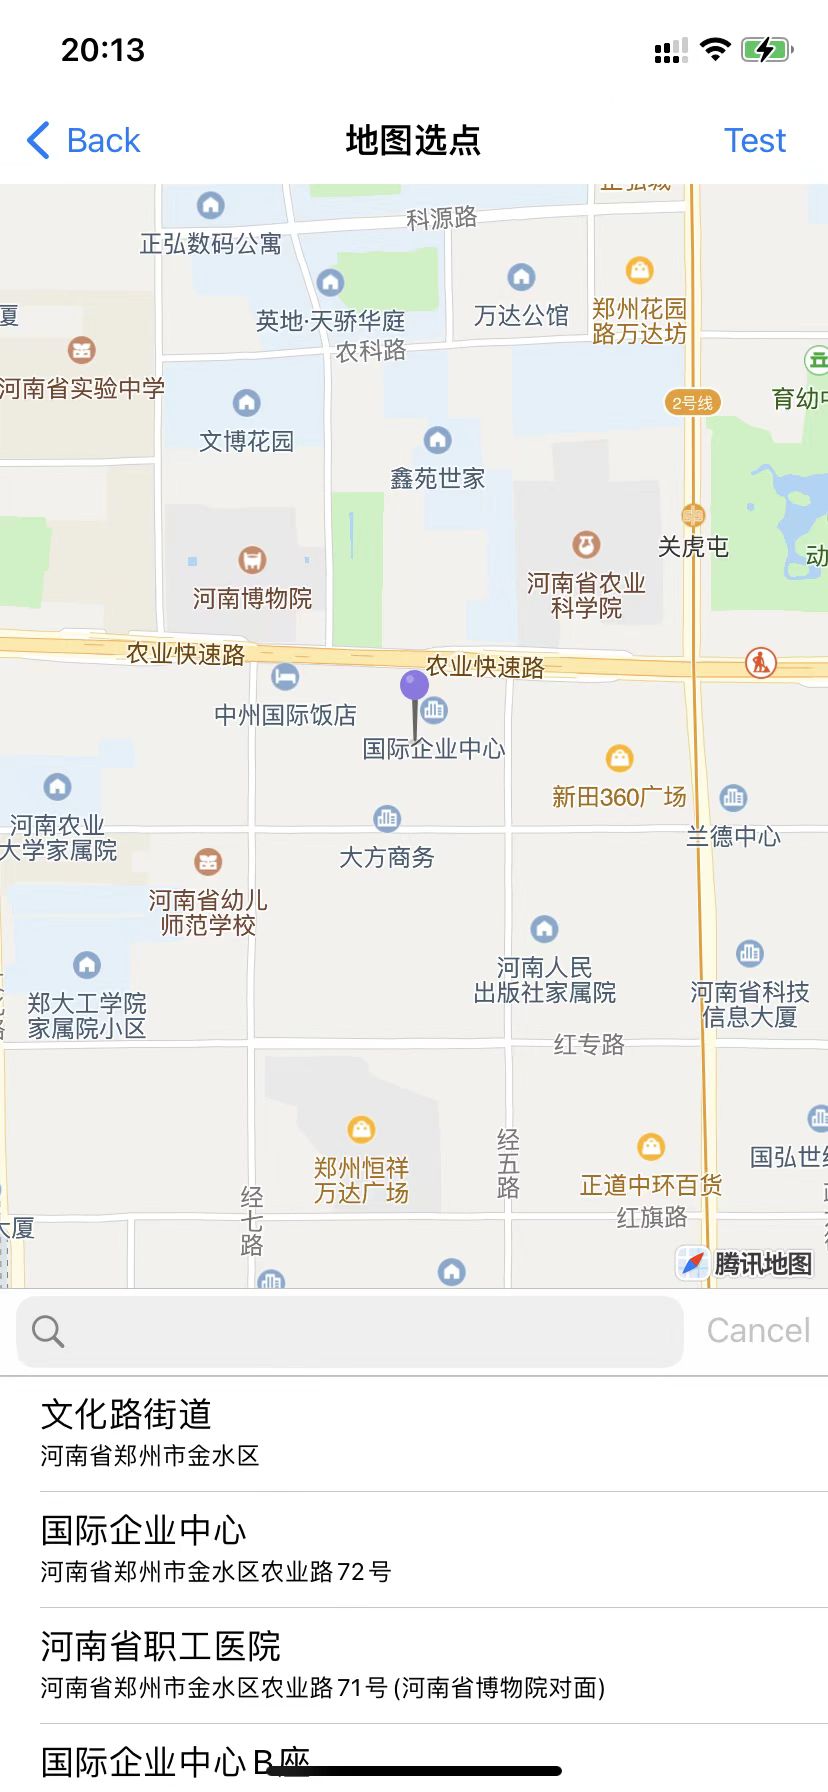 20:13
Back
地图选点
Test
科源路
正弘数码公寓
英地·天骄华庭
万达公馆
郑州花园
路万达坊
厦
农科路
河南省实验中学
2号线
育幼中
文博花园
鑫苑世家
关虎屯
动
河南博物院
河南省农业
科学院
农业快速路
农业快速路
中州国际饭店
国际企业中心
新田360广场
河南农业
大学家属院
兰德中心
大方商务
河南省幼儿
师范学校
河南人民
出版社家属院
河南省科技
信息大厦
郑大工学院
家属院小区
红专路
郑州恒祥
万达广场
经五路
国弘世纪
正道中环百货
经七路
红旗路
大厦
腾讯地图
Cancel
文化路街道
河南省郑州市金水区
国际企业中心
河南省郑州市金水区农业路72号
河南省职工医院
河南省郑州市金水区农业路71号(河南省博物院对面)
国际企业中心B座